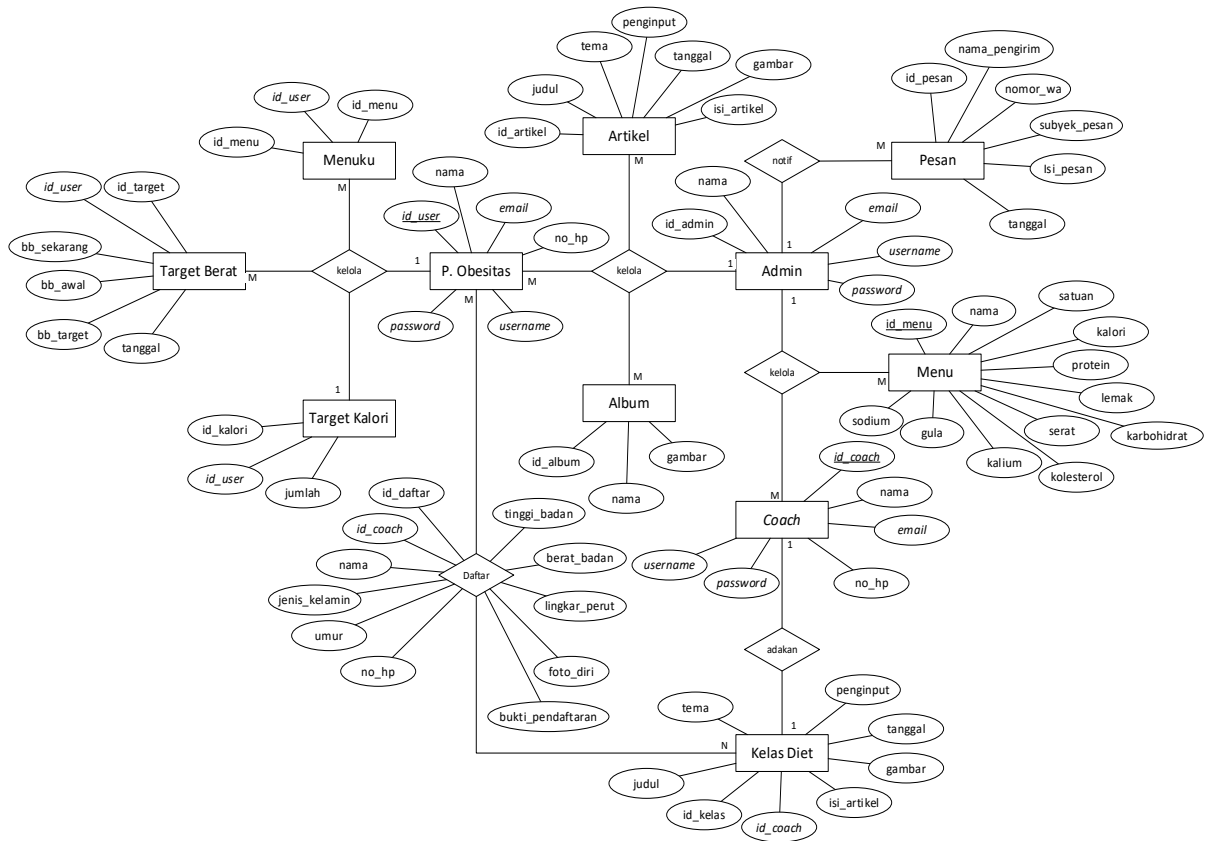 penginput
tema
tanggal
nama_pengirim
gambar
id_pesan
judul
nomor_wa
id_user
id_menu
isi_artikel
id_menu
id_artikel
Artikel
subyek_pesan
M
notif
M
Pesan
Menuku
nama
nama
Isi_pesan
M
id_user
id_target
id_user
email
id_admin
email
tanggal
no_hp
1
bb_sekarang
username
Target Berat
M
kelola
1
P. Obesitas
M
kelola
1
Admin
bb_awal
M
1
password
satuan
password
username
id_menu
nama
bb_target
tanggal
kalori
protein
kelola
M
Menu
1
M
lemak
Target Kalori
Album
sodium
gula
serat
karbohidrat
id_kalori
id_coach
kalium
kolesterol
id_user
jumlah
id_album
gambar
nama
id_daftar
tinggi_badan
M
nama
id_coach
Coach
email
1
username
password
no_hp
nama
berat_badan
Daftar
jenis_kelamin
lingkar_perut
umur
no_hp
foto_diri
adakan
bukti_pendaftaran
penginput
tema
1
tanggal
N
Kelas Diet
gambar
judul
isi_artikel
id_kelas
id_coach